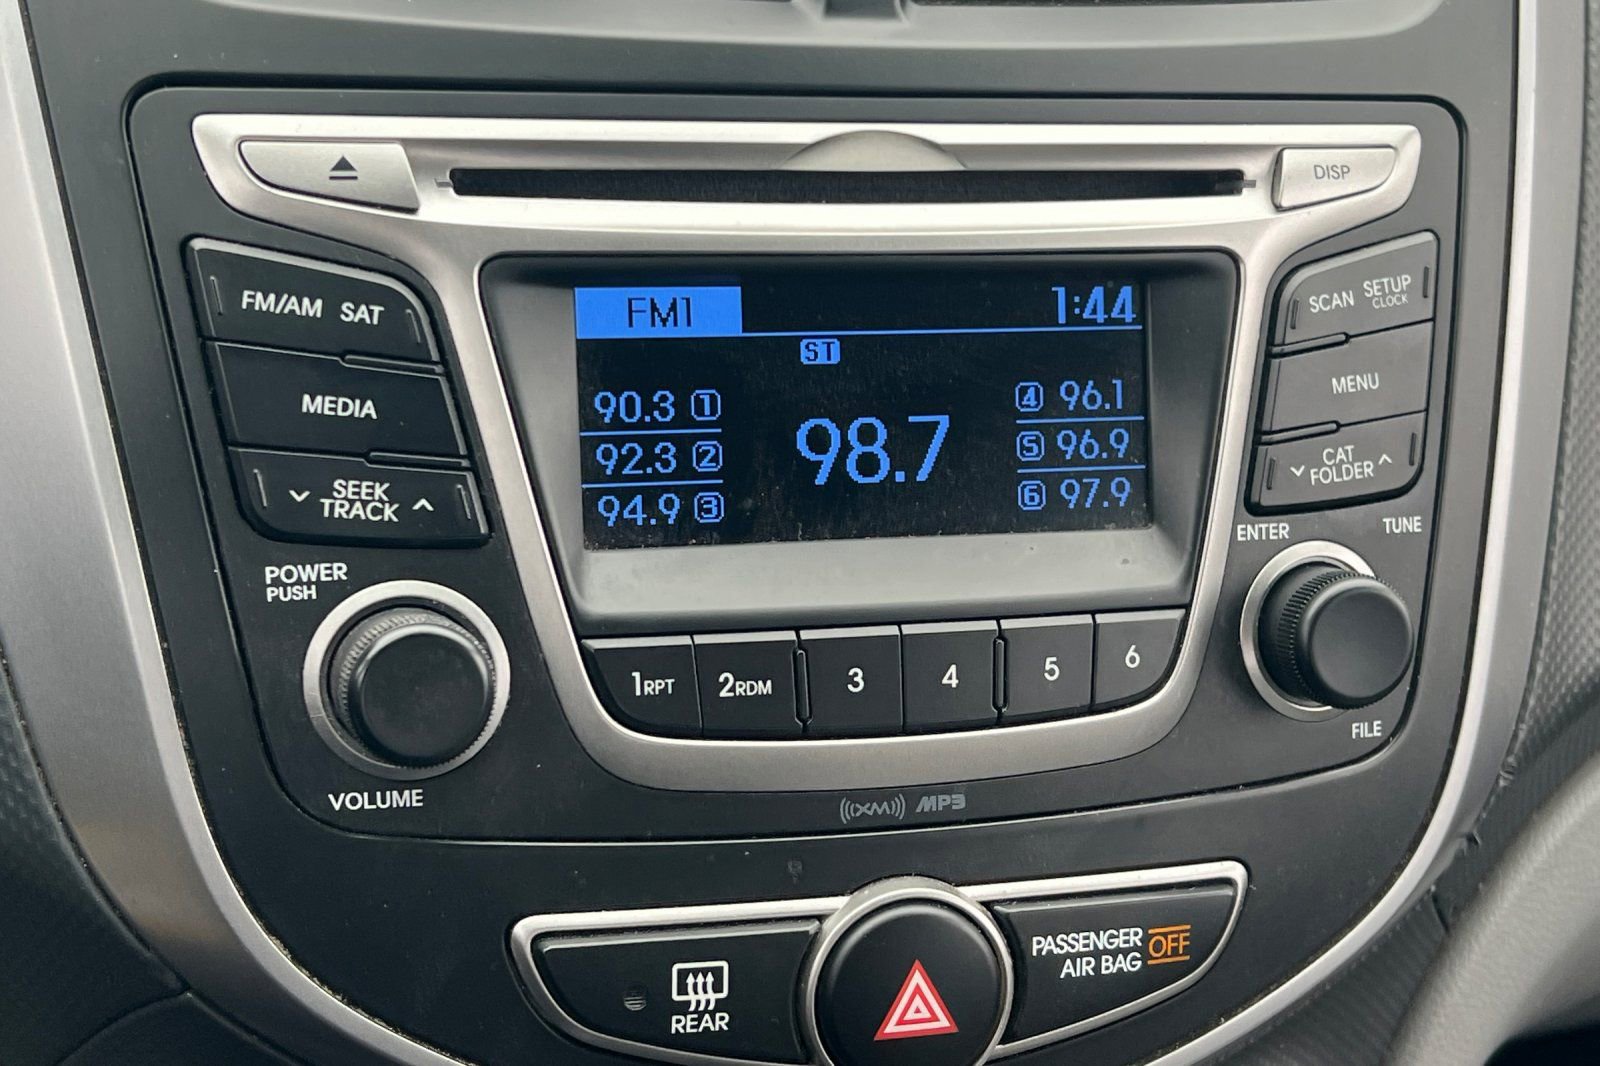 DISP
FM/AM SAT
MEDIA
SEEK
TRACK
POWER
PUSH
VOLUME
FM1 1:44
ST
90.3 1
92.3 2
94.9 3
98.7
4 96.1
5 96.9
6 97.9
SCAN SETUP
CLOCK
MENU
CAT
FOLDER
ENTER TUNE
FILE
1RPT 2RDM 3 4 5 6
((XM)) MP3
REAR
PASSENGER
AIR BAG OFF